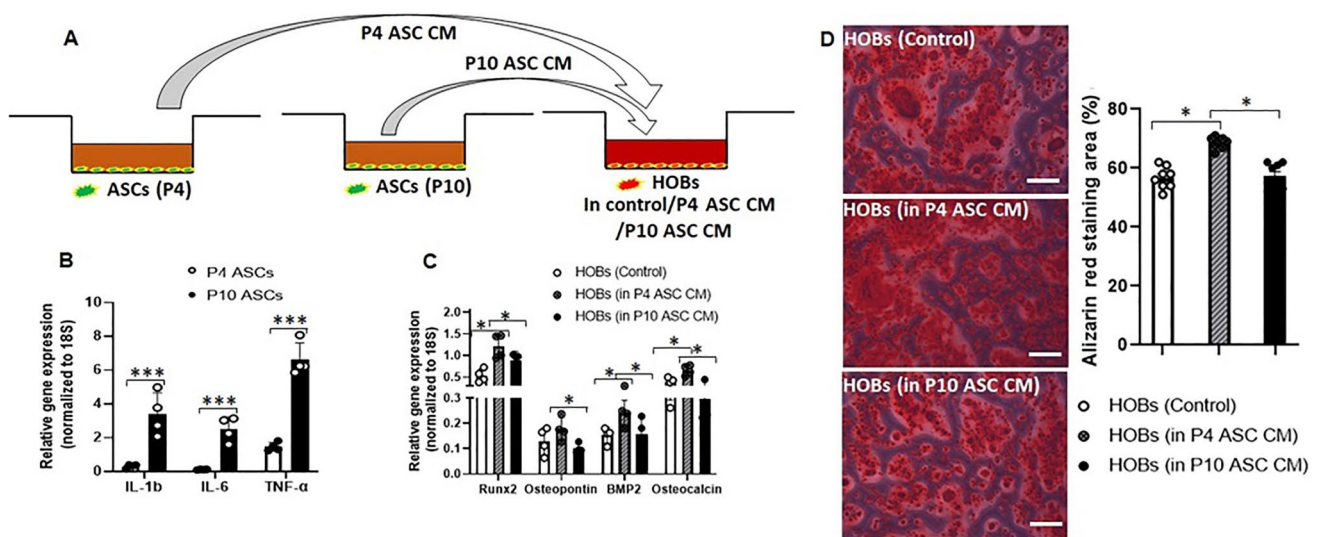 A
P4 ASC CM
P10 ASC CM
ASCs (P4)
ASCs (P10)
HOBs
In control/P4 ASC CM
/P10 ASC CM
B
P4 ASCs
P10 ASCs
Relative gene expression
(normalized to 18S)
10
8
6
4
2
0
***
***
***
IL-1b
IL-6
TNF-α
C
HOBs (Control)
HOBs (in P4 ASC CM)
HOBs (in P10 ASC CM)
Relative gene expression
(normalized to 18S)
2.0
1.5
1.0
0.5
0.3
0.2
0.1
0.0
*
*
*
*
*
*
*
Runx2
Osteopontin
BMP2
Osteocalcin
D
HOBs (Control)
HOBs (in P4 ASC CM)
HOBs (in P10 ASC CM)
Alizarin red staining area (%)
80
60
40
20
0
*
*
HOBs (Control)
HOBs (in P4 ASC CM)
HOBs (in P10 ASC CM)